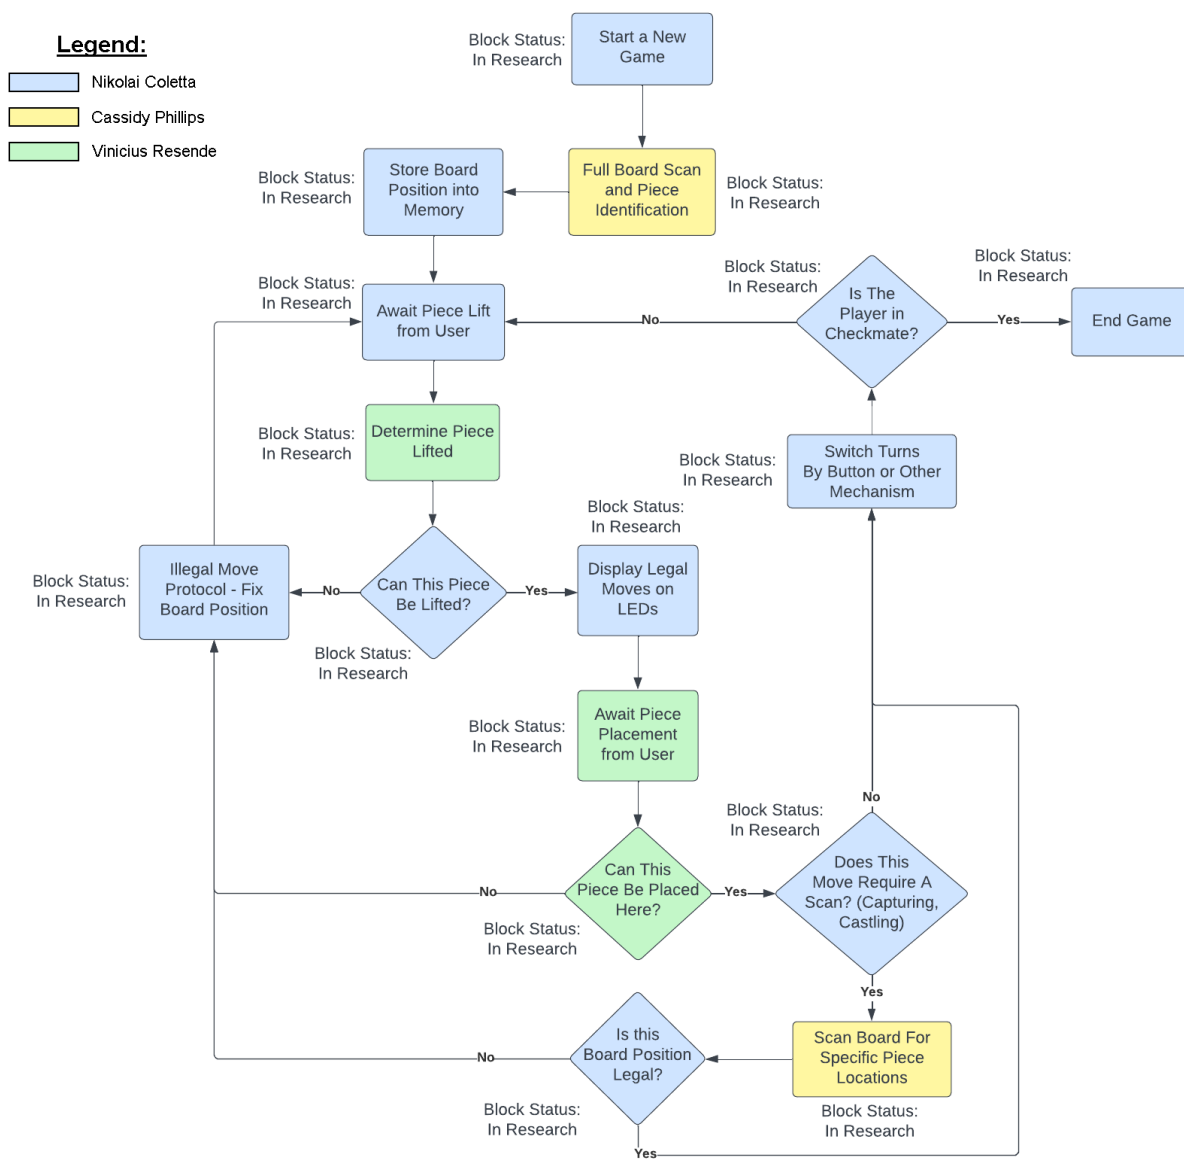 Legend:
Nikolai Coletta
Cassidy Phillips
Vinicius Resende
Block Status:
In Research
Start a New
Game
Block Status:
In Research
Store Board
Position into
Memory
Full Board Scan
and Piece
Identification
Block Status:
In Research
Block Status:
In Research
Await Piece Lift
from User
No
Block Status:
In Research
Is The
Player in
Checkmate?
Yes
Block Status:
In Research
End Game
Block Status:
In Research
Determine Piece
Lifted
Block Status:
In Research
Switch Turns
By Button or Other
Mechanism
Block Status:
In Research
Illegal Move
Protocol - Fix
Board Position
No
Can This Piece
Be Lifted?
Block Status:
In Research
Yes
Block Status:
In Research
Display Legal
Moves on
LEDs
Block Status:
In Research
Await Piece
Placement
from User
No
Can This
Piece Be Placed
Here?
Block Status:
In Research
Yes
Block Status:
In Research
No
Does This
Move Require A
Scan? (Capturing,
Castling)
Yes
Scan Board For
Specific Piece
Locations
Block Status:
In Research
No
Is this
Board Position
Legal?
Block Status:
In Research
Yes